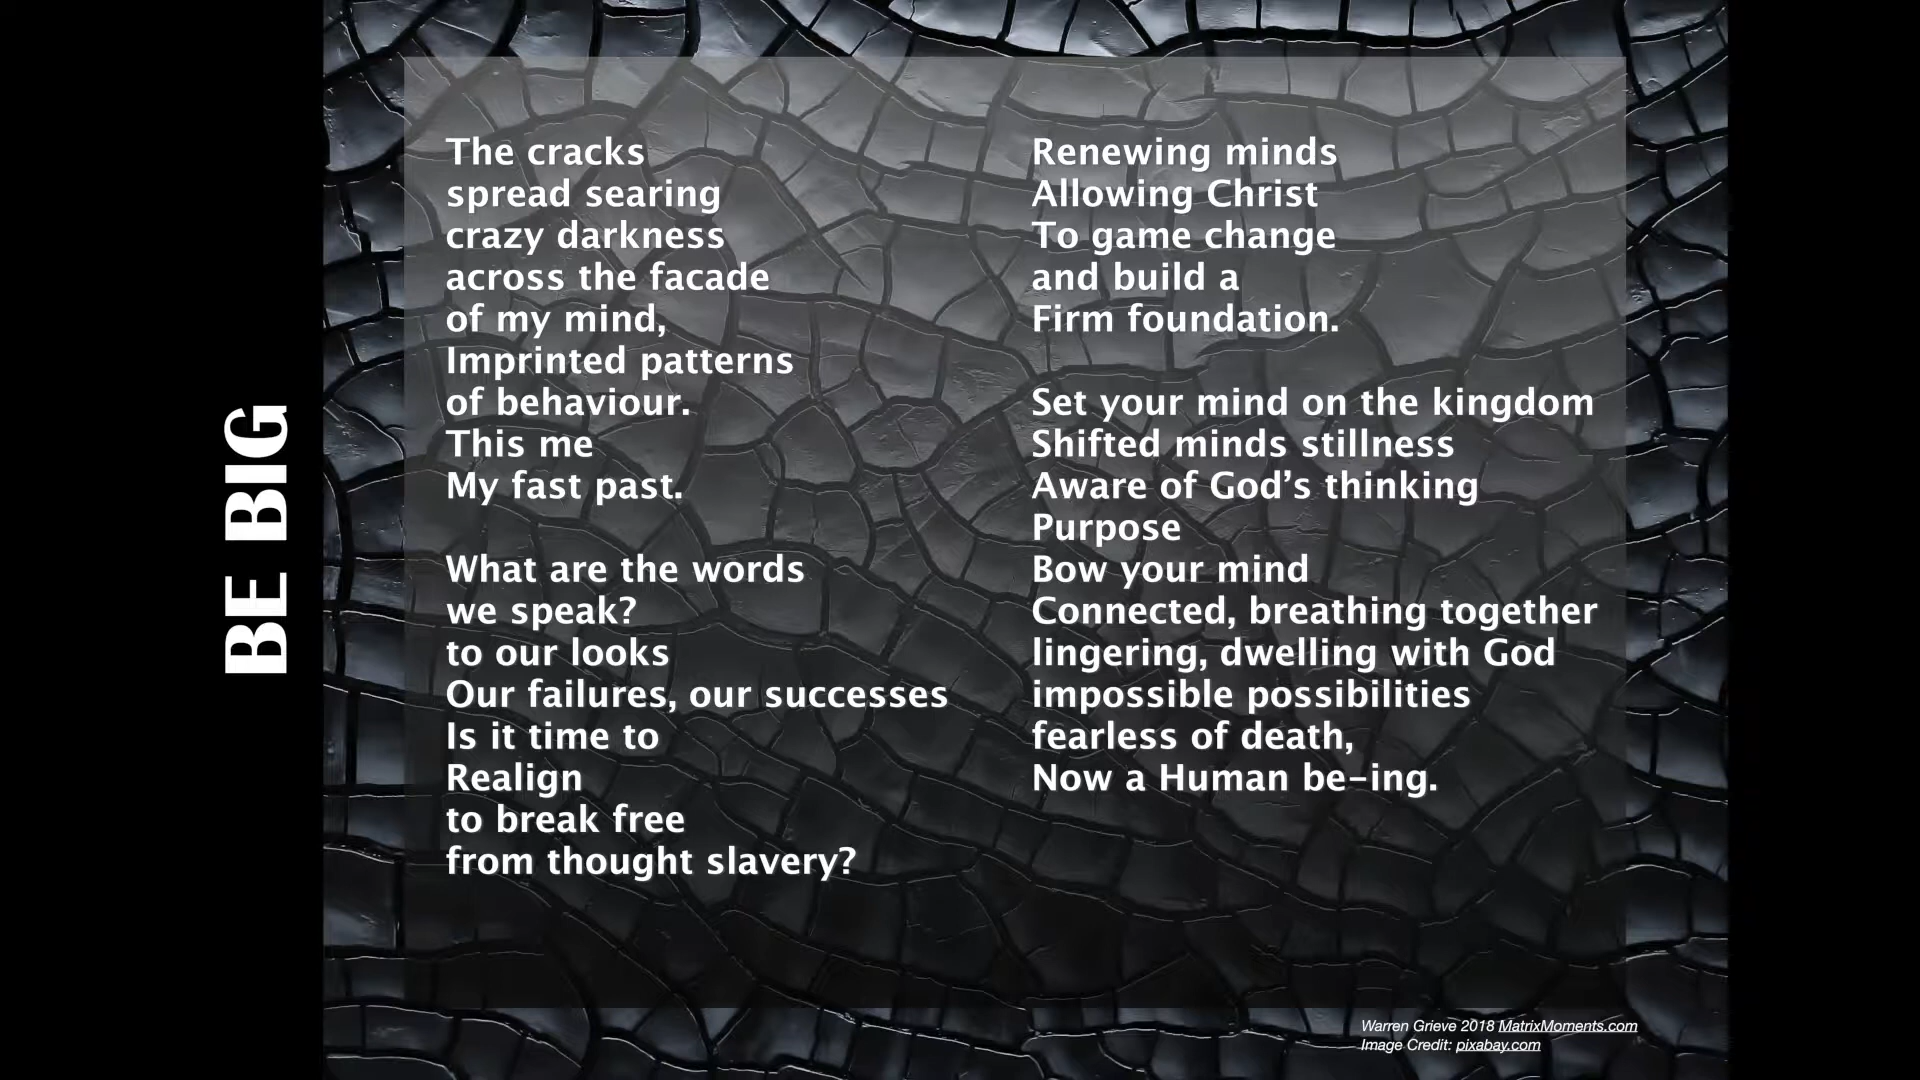 BE BIG
The cracks
spread searing
crazy darkness
across the facade
of my mind,
Imprinted patterns
of behaviour.
This me
My fast past.
What are the words
we speak?
to our looks
Our failures, our successes
Is it time to
Realign
to break free
from thought slavery?
Renewing minds
Allowing Christ
To game change
and build a
Firm foundation.
Set your mind on the kingdom
Shifted minds stillness
Aware of God’s thinking
Purpose
Bow your mind
Connected, breathing together
lingering, dwelling with God
impossible possibilities
fearless of death,
Now a Human be–ing.
Warren Grieve 2018 MatrixMoments.com
Image Credit: pixabay.com